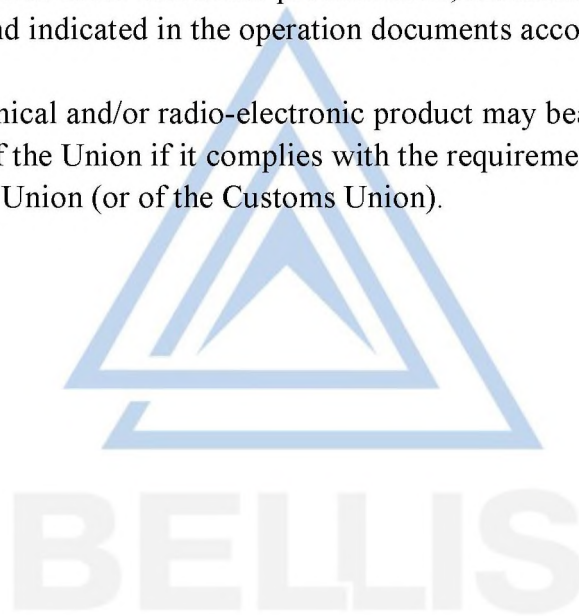 nd indicated in the operation documents acco
nical and/or radio-electronic product may bea
f the Union if it complies with the requireme
Union (or of the Customs Union).
BELLIS